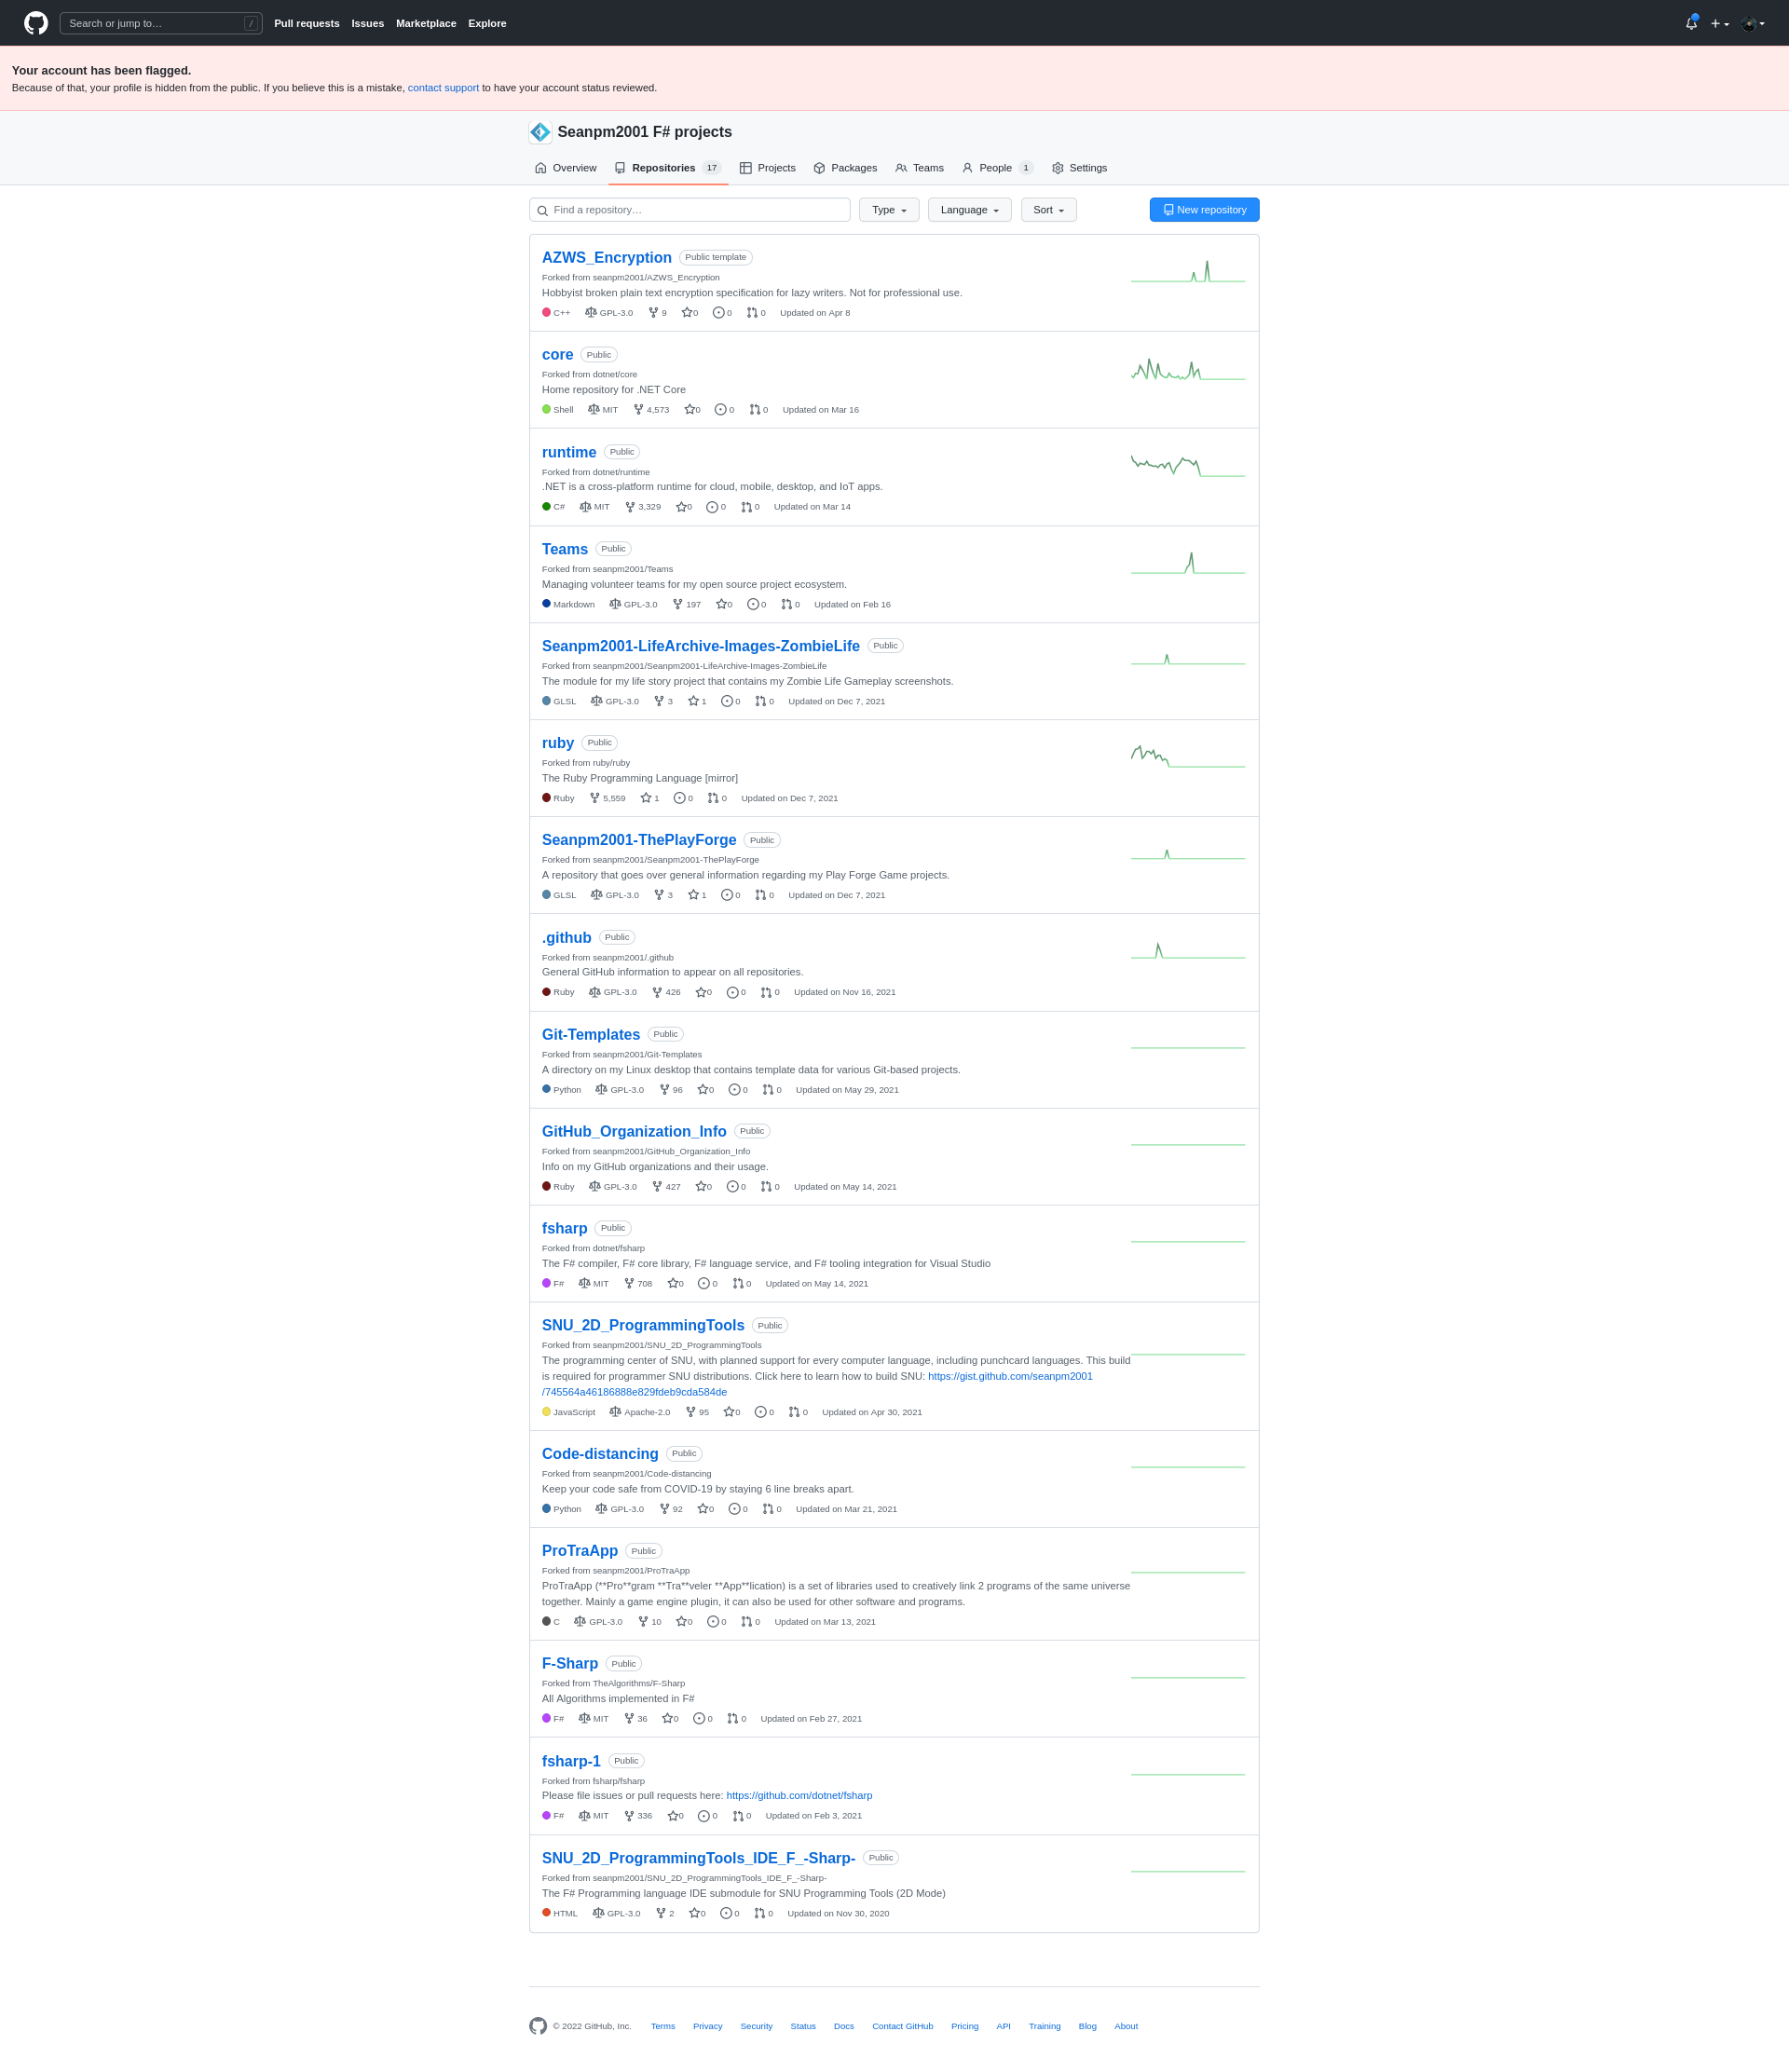 Search or jump to… /
Pull requests Issues Marketplace Explore
Your account has been flagged.
Because of that, your profile is hidden from the public. If you believe this is a mistake, contact support to have your account status reviewed.
Seanpm2001 F# projects
Overview Repositories 17 Projects Packages Teams People 1 Settings
Find a repository… Type Language Sort New repository
AZWS_Encryption Public template
Forked from seanpm2001/AZWS_Encryption
Hobbyist broken plain text encryption specification for lazy writers. Not for professional use.
C++ GPL-3.0 9 0 0 0 Updated on Apr 8
core Public
Forked from dotnet/core
Home repository for .NET Core
Shell MIT 4,573 0 0 0 Updated on Mar 16
runtime Public
Forked from dotnet/runtime
.NET is a cross-platform runtime for cloud, mobile, desktop, and IoT apps.
C# MIT 3,329 0 0 0 Updated on Mar 14
Teams Public
Forked from seanpm2001/Teams
Managing volunteer teams for my open source project ecosystem.
Markdown GPL-3.0 197 0 0 0 Updated on Feb 16
Seanpm2001-LifeArchive-Images-ZombieLife Public
Forked from seanpm2001/Seanpm2001-LifeArchive-Images-ZombieLife
The module for my life story project that contains my Zombie Life Gameplay screenshots.
GLSL GPL-3.0 3 1 0 0 Updated on Dec 7, 2021
ruby Public
Forked from ruby/ruby
The Ruby Programming Language [mirror]
Ruby 5,559 1 0 0 Updated on Dec 7, 2021
Seanpm2001-ThePlayForge Public
Forked from seanpm2001/Seanpm2001-ThePlayForge
A repository that goes over general information regarding my Play Forge Game projects.
GLSL GPL-3.0 3 1 0 0 Updated on Dec 7, 2021
.github Public
Forked from seanpm2001/.github
General GitHub information to appear on all repositories.
Ruby GPL-3.0 426 0 0 0 Updated on Nov 16, 2021
Git-Templates Public
Forked from seanpm2001/Git-Templates
A directory on my Linux desktop that contains template data for various Git-based projects.
Python GPL-3.0 96 0 0 0 Updated on May 29, 2021
GitHub_Organization_Info Public
Forked from seanpm2001/GitHub_Organization_Info
Info on my GitHub organizations and their usage.
Ruby GPL-3.0 427 0 0 0 Updated on May 14, 2021
fsharp Public
Forked from dotnet/fsharp
The F# compiler, F# core library, F# language service, and F# tooling integration for Visual Studio
F# MIT 708 0 0 0 Updated on May 14, 2021
SNU_2D_ProgrammingTools Public
Forked from seanpm2001/SNU_2D_ProgrammingTools
The programming center of SNU, with planned support for every computer language, including punchcard languages. This build
is required for programmer SNU distributions. Click here to learn how to build SNU: https://gist.github.com/seanpm2001
/745564a46186888e829fdeb9cda584de
JavaScript Apache-2.0 95 0 0 0 Updated on Apr 30, 2021
Code-distancing Public
Forked from seanpm2001/Code-distancing
Keep your code safe from COVID-19 by staying 6 line breaks apart.
Python GPL-3.0 92 0 0 0 Updated on Mar 21, 2021
ProTraApp Public
Forked from seanpm2001/ProTraApp
ProTraApp (**Pro**gram **Tra**veler **App**lication) is a set of libraries used to creatively link 2 programs of the same universe
together. Mainly a game engine plugin, it can also be used for other software and programs.
C GPL-3.0 10 0 0 0 Updated on Mar 13, 2021
F-Sharp Public
Forked from TheAlgorithms/F-Sharp
All Algorithms implemented in F#
F# MIT 36 0 0 0 Updated on Feb 27, 2021
fsharp-1 Public
Forked from fsharp/fsharp
Please file issues or pull requests here: https://github.com/dotnet/fsharp
F# MIT 336 0 0 0 Updated on Feb 3, 2021
SNU_2D_ProgrammingTools_IDE_F_-Sharp- Public
Forked from seanpm2001/SNU_2D_ProgrammingTools_IDE_F_-Sharp-
The F# Programming language IDE submodule for SNU Programming Tools (2D Mode)
HTML GPL-3.0 2 0 0 0 Updated on Nov 30, 2020
© 2022 GitHub, Inc. Terms Privacy Security Status Docs Contact GitHub Pricing API Training Blog About